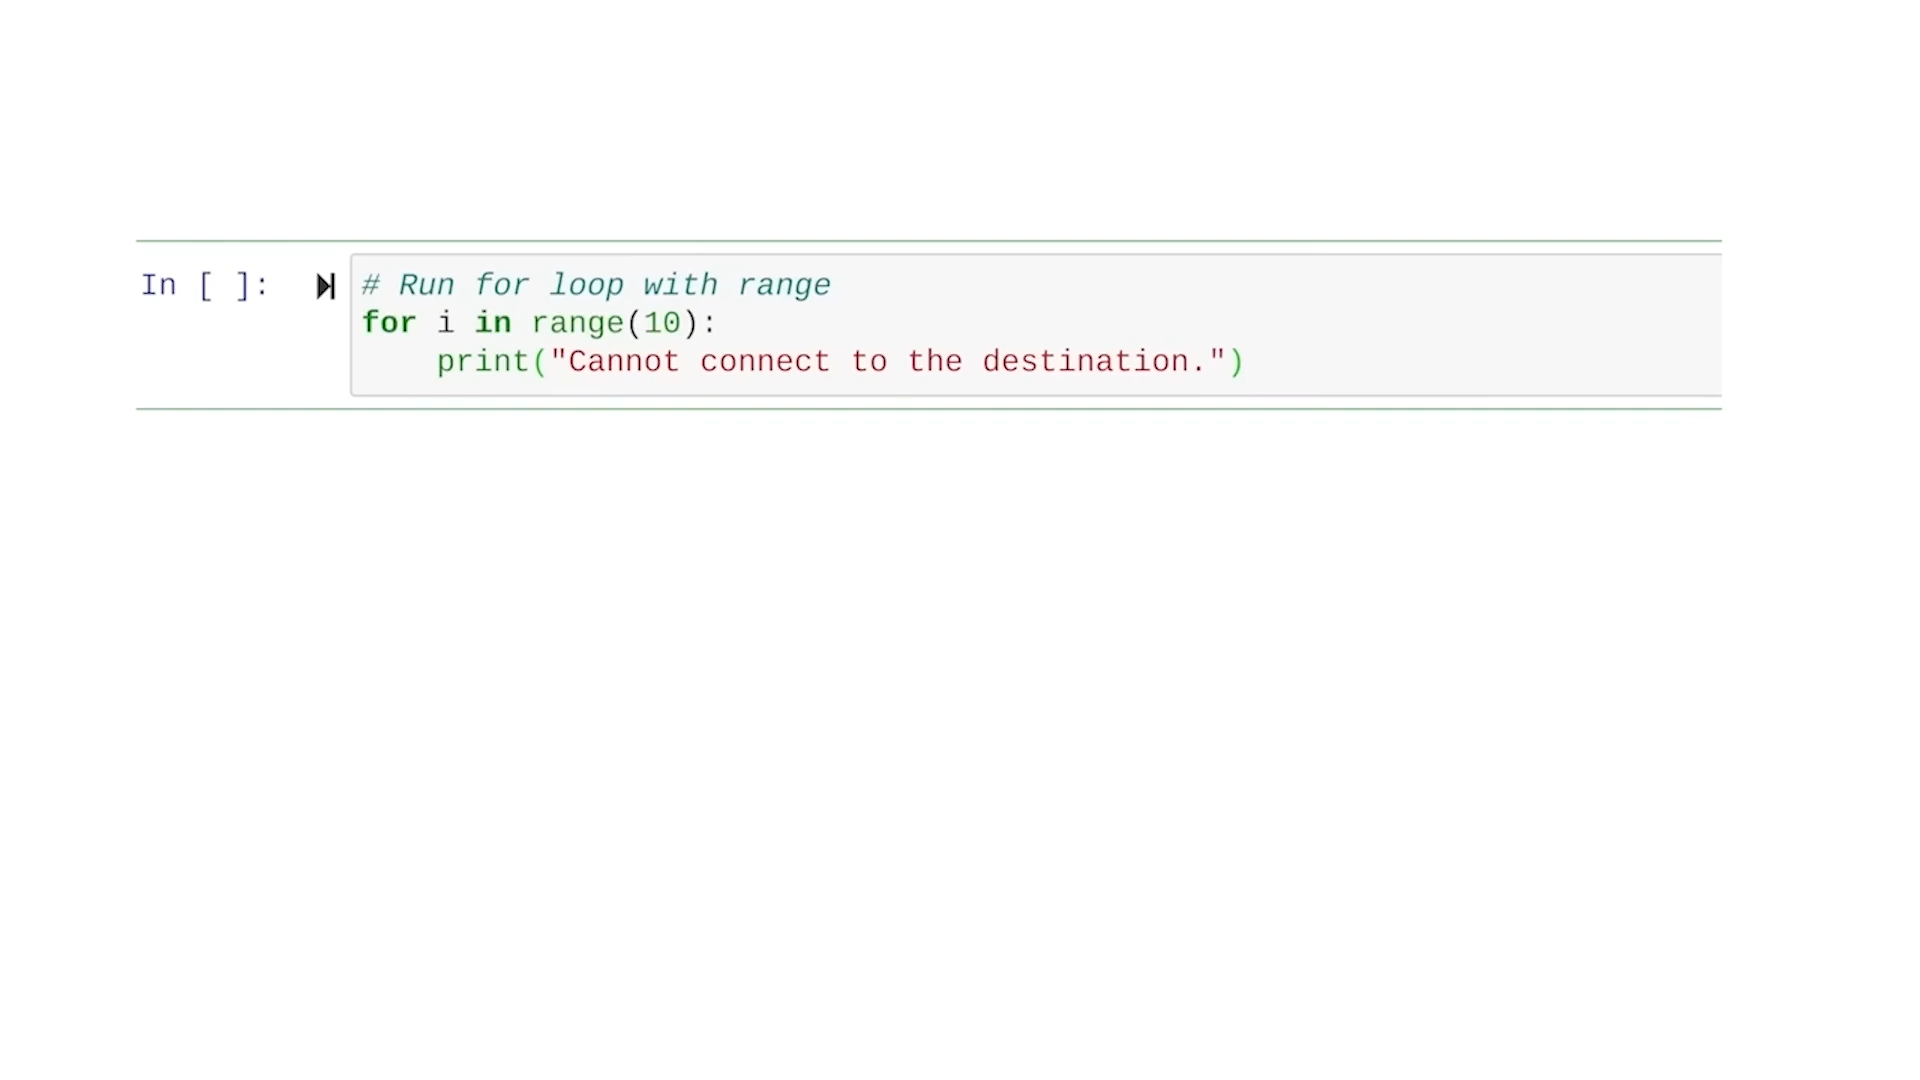 In [ ]: # Run for loop with range
for i in range(10):
    print("Cannot connect to the destination.")